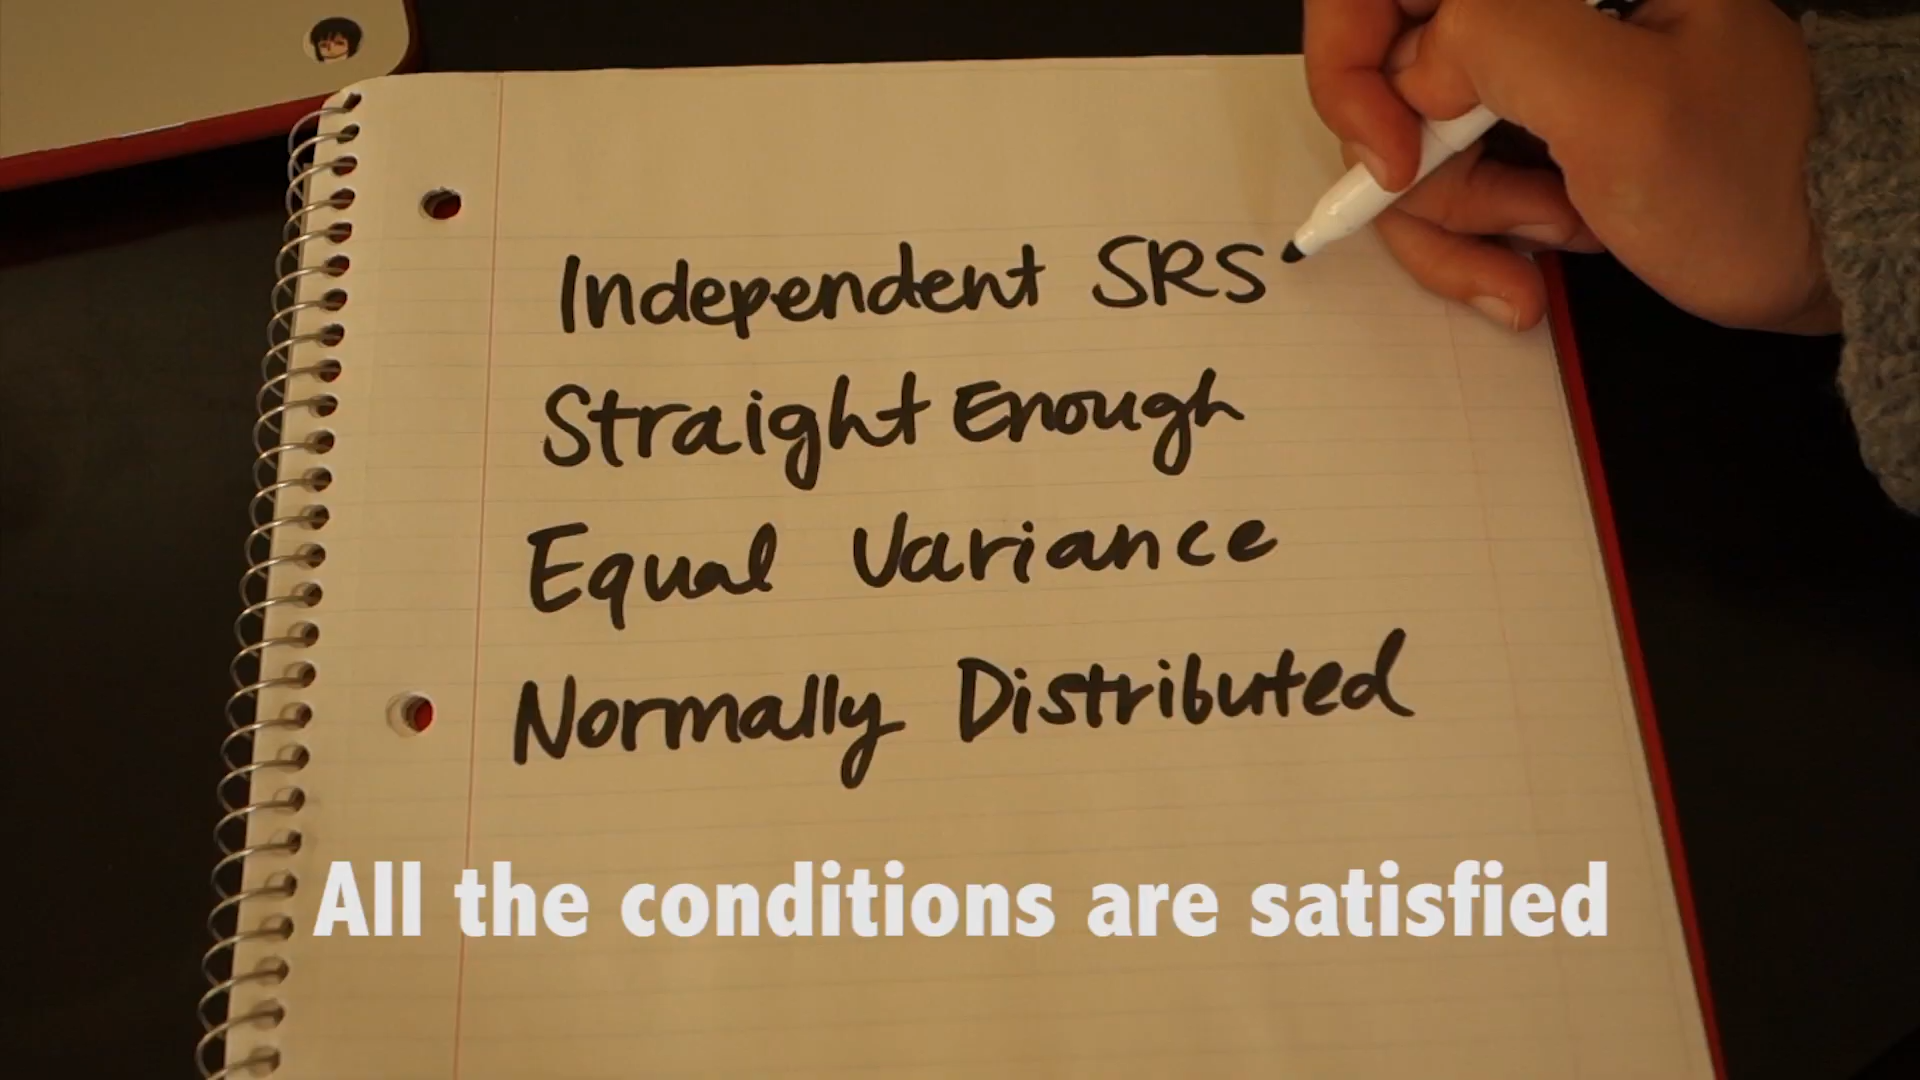 Independent SRS
Straight Enough
Equal Variance
Normally Distributed
All the conditions are satisfied